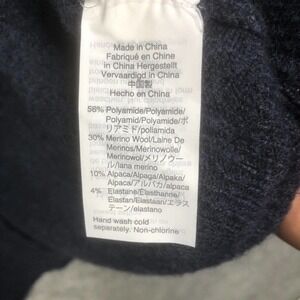 Made in China
Fabriqué en Chine
in China Hergestellt
Vervaardigd in China
中国製
Hecho en China
56% Polyamide/Polyamide/
Polyamid/Polyamide/ポ
リアミド/poliamida
30% Merino Wool/Laine De
Merinos/Merinowolle/
Merinowol/メリノウー
ル/lana merino
10% Alpaca/Alpaga/Alpaka/
Alpaca/アルパカ/alpaca
4% Elastane/Élasthanne/
Elastan/Elastaan/エラス
テーン/elastano
Hand wash cold
separately. Non-chlorine